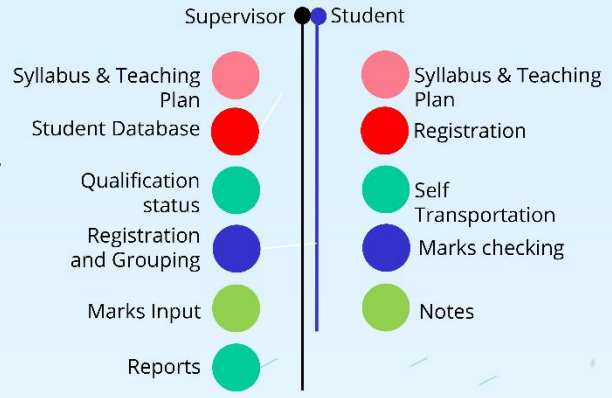 Supervisor
Student
Syllabus & Teaching
Plan
Student Database
Qualification
status
Registration
and Grouping
Marks Input
Reports
Syllabus & Teaching
Plan
Registration
Self
Transportation
Marks checking
Notes